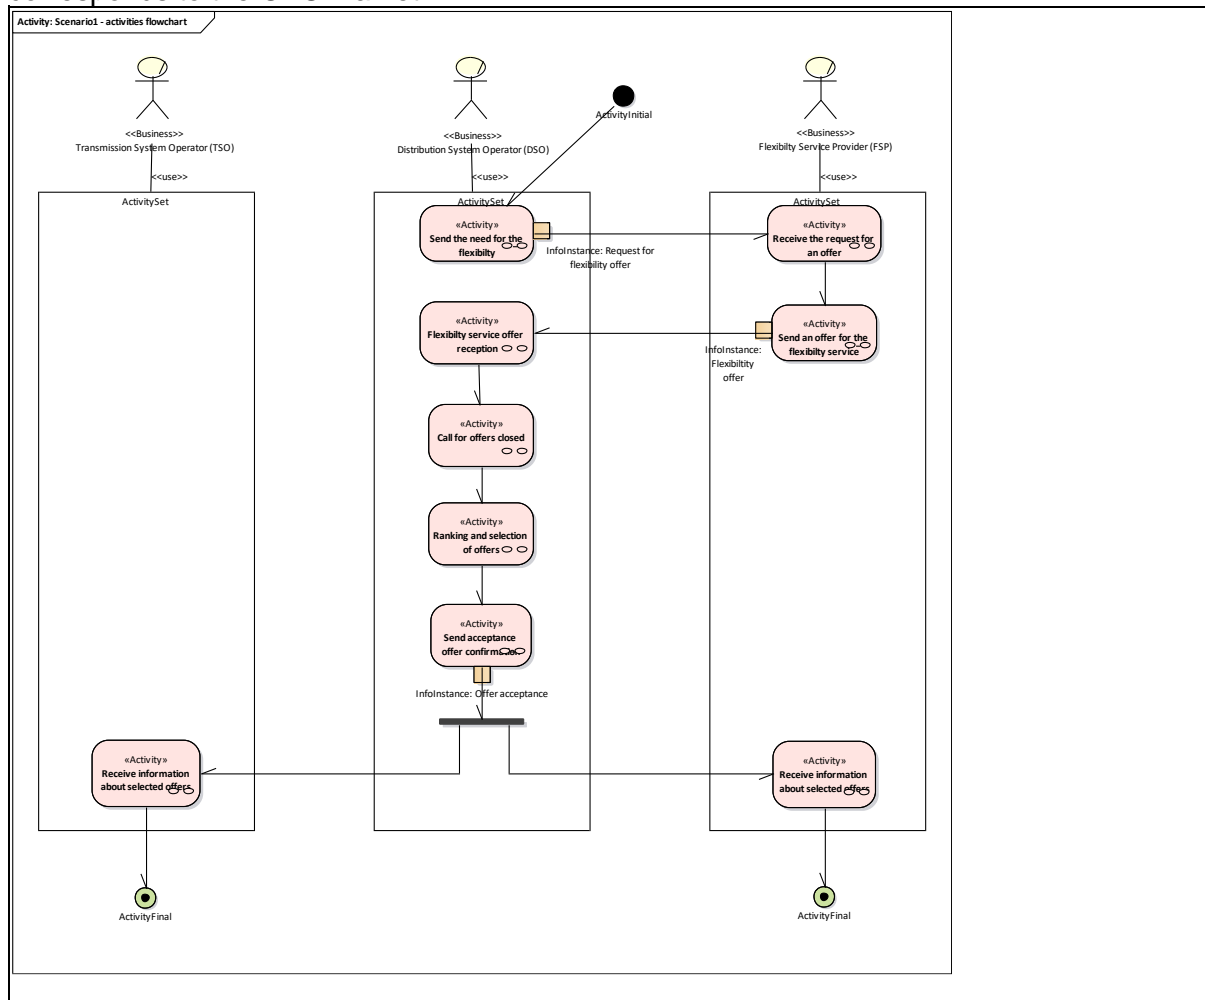 Activity: Scenario1 - activities flowchart
ActivityInitial
<<Business>>
Transmission System Operator (TSO)
<<use>>
ActivitySet
<<Business>>
Distribution System Operator (DSO)
<<use>>
ActivitySet
<<Business>>
Flexibilty Service Provider (FSP)
<<use>>
ActivitySet
«Activity»
Send the need for the
flexibilty
InfoInstance: Request for
flexibility offer
«Activity»
Receive the request for
an offer
«Activity»
Flexibilty service offer
reception
«Activity»
Send an offer for the
flexibilty service
InfoInstance:
Flexibiltity
offer
«Activity»
Call for offers closed
«Activity»
Ranking and selection
of offers
«Activity»
Send acceptance
offer confirmation
InfoInstance: Offer acceptance
«Activity»
Receive information
about selected offers
«Activity»
Receive information
about selected offers
ActivityFinal
ActivityFinal